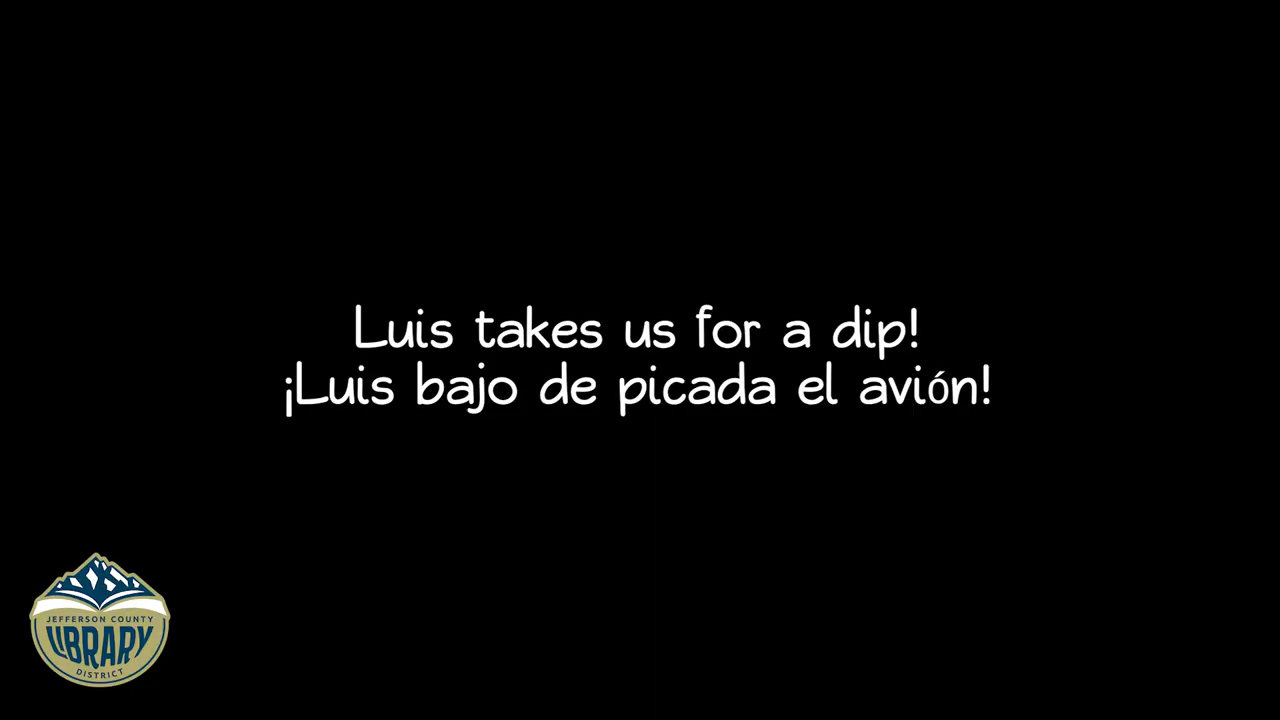 Luis takes us for a dip!
¡Luis bajo de picada el avión!
JEFFERSON COUNTY
LIBRARY
DISTRICT